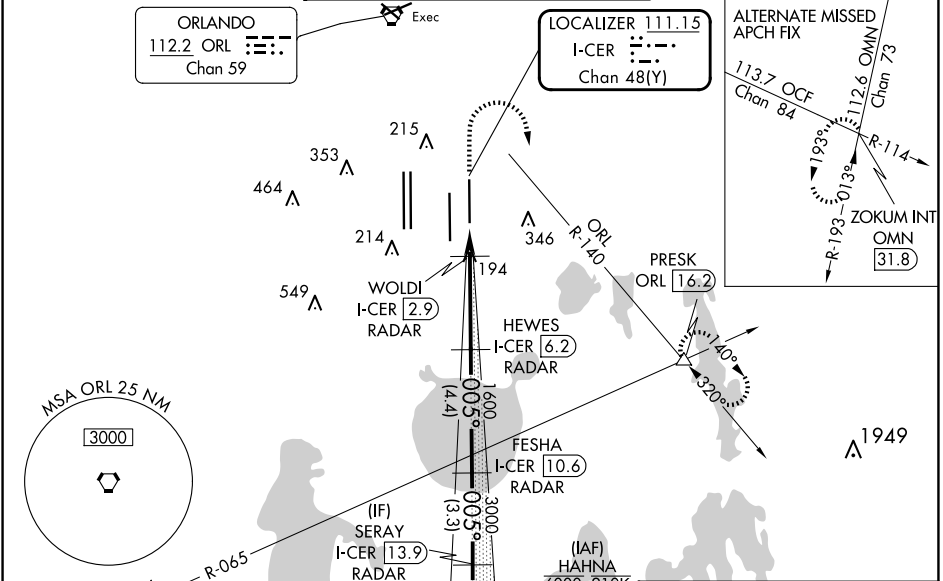 ORLANDO
112.2 ORL
Chan 59
Exec
LOCALIZER 111.15
I-CER
Chan 48(Y)
ALTERNATE MISSED
APCH FIX
113.7 OCF
Chan 84
112.6 OMN
Chan 73
193°
R-114
R-193
013°
ZOKUM INT
OMN
31.8
215
353
464
214
549
346
194
WOLDI
I-CER 2.9
RADAR
ORL
R-140
PRESK
ORL 16.2
140°
320°
HEWES
I-CER 6.2
RADAR
1600
005°
(4.4)
MSA ORL 25 NM
3000
FESHA
I-CER 10.6
RADAR
1949
3000
005°
(3.3)
(IF)
SERAY
I-CER 13.9
RADAR
R-065
(IAF)
HAHNA